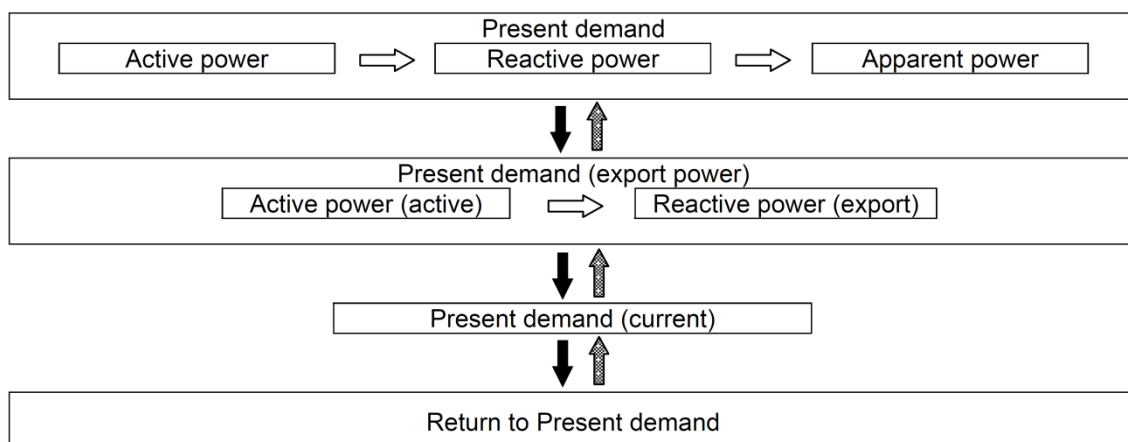 Present demand
Active power
Reactive power
Apparent power
Present demand (export power)
Active power (active)
Reactive power (export)
Present demand (current)
Return to Present demand